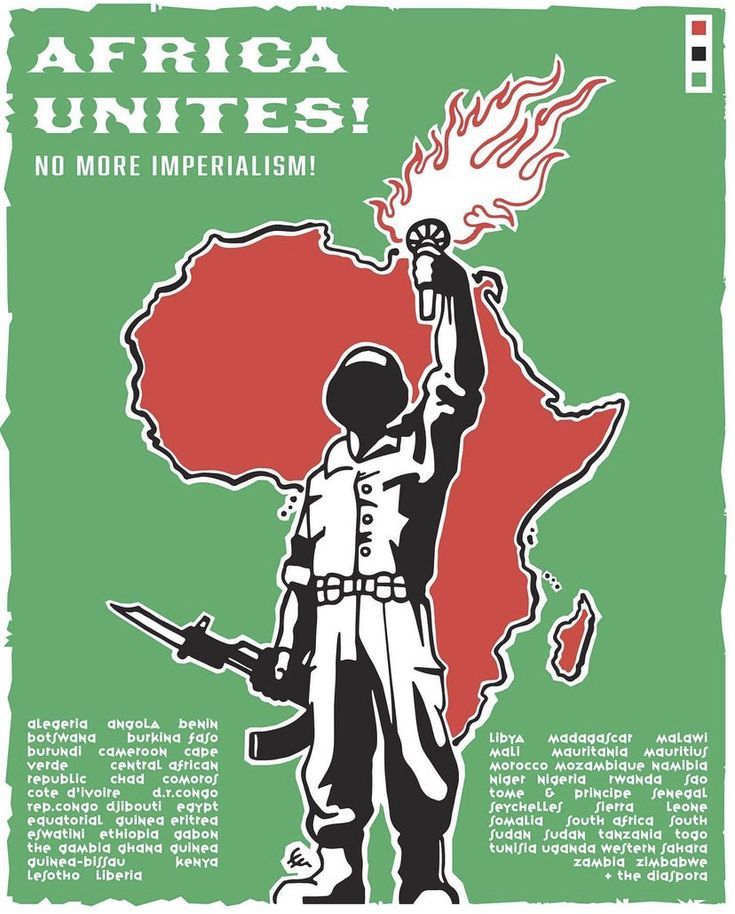 AFRICA
UNITES!
NO MORE IMPERIALISM!
alegeria angola benin
botswana burkina faso
burundi cameroon cape
verde central african
republic chad comoros
cote d'ivoire d.r.congo
rep.congo djibouti egypt
equatorial guinea eritrea
eswatini ethiopia gabon
the gambia ghana guinea
guinea-bissau kenya
lesotho liberia
libya madagascar malawi
mali mauritania mauritius
morocco mozambique namibia
niger nigeria rwanda sao
tome & principe senegal
seychelles sierra leone
somalia south africa south
sudan sudan tanzania togo
tunisia uganda western sahara
zambia zimbabwe
+ the diaspora